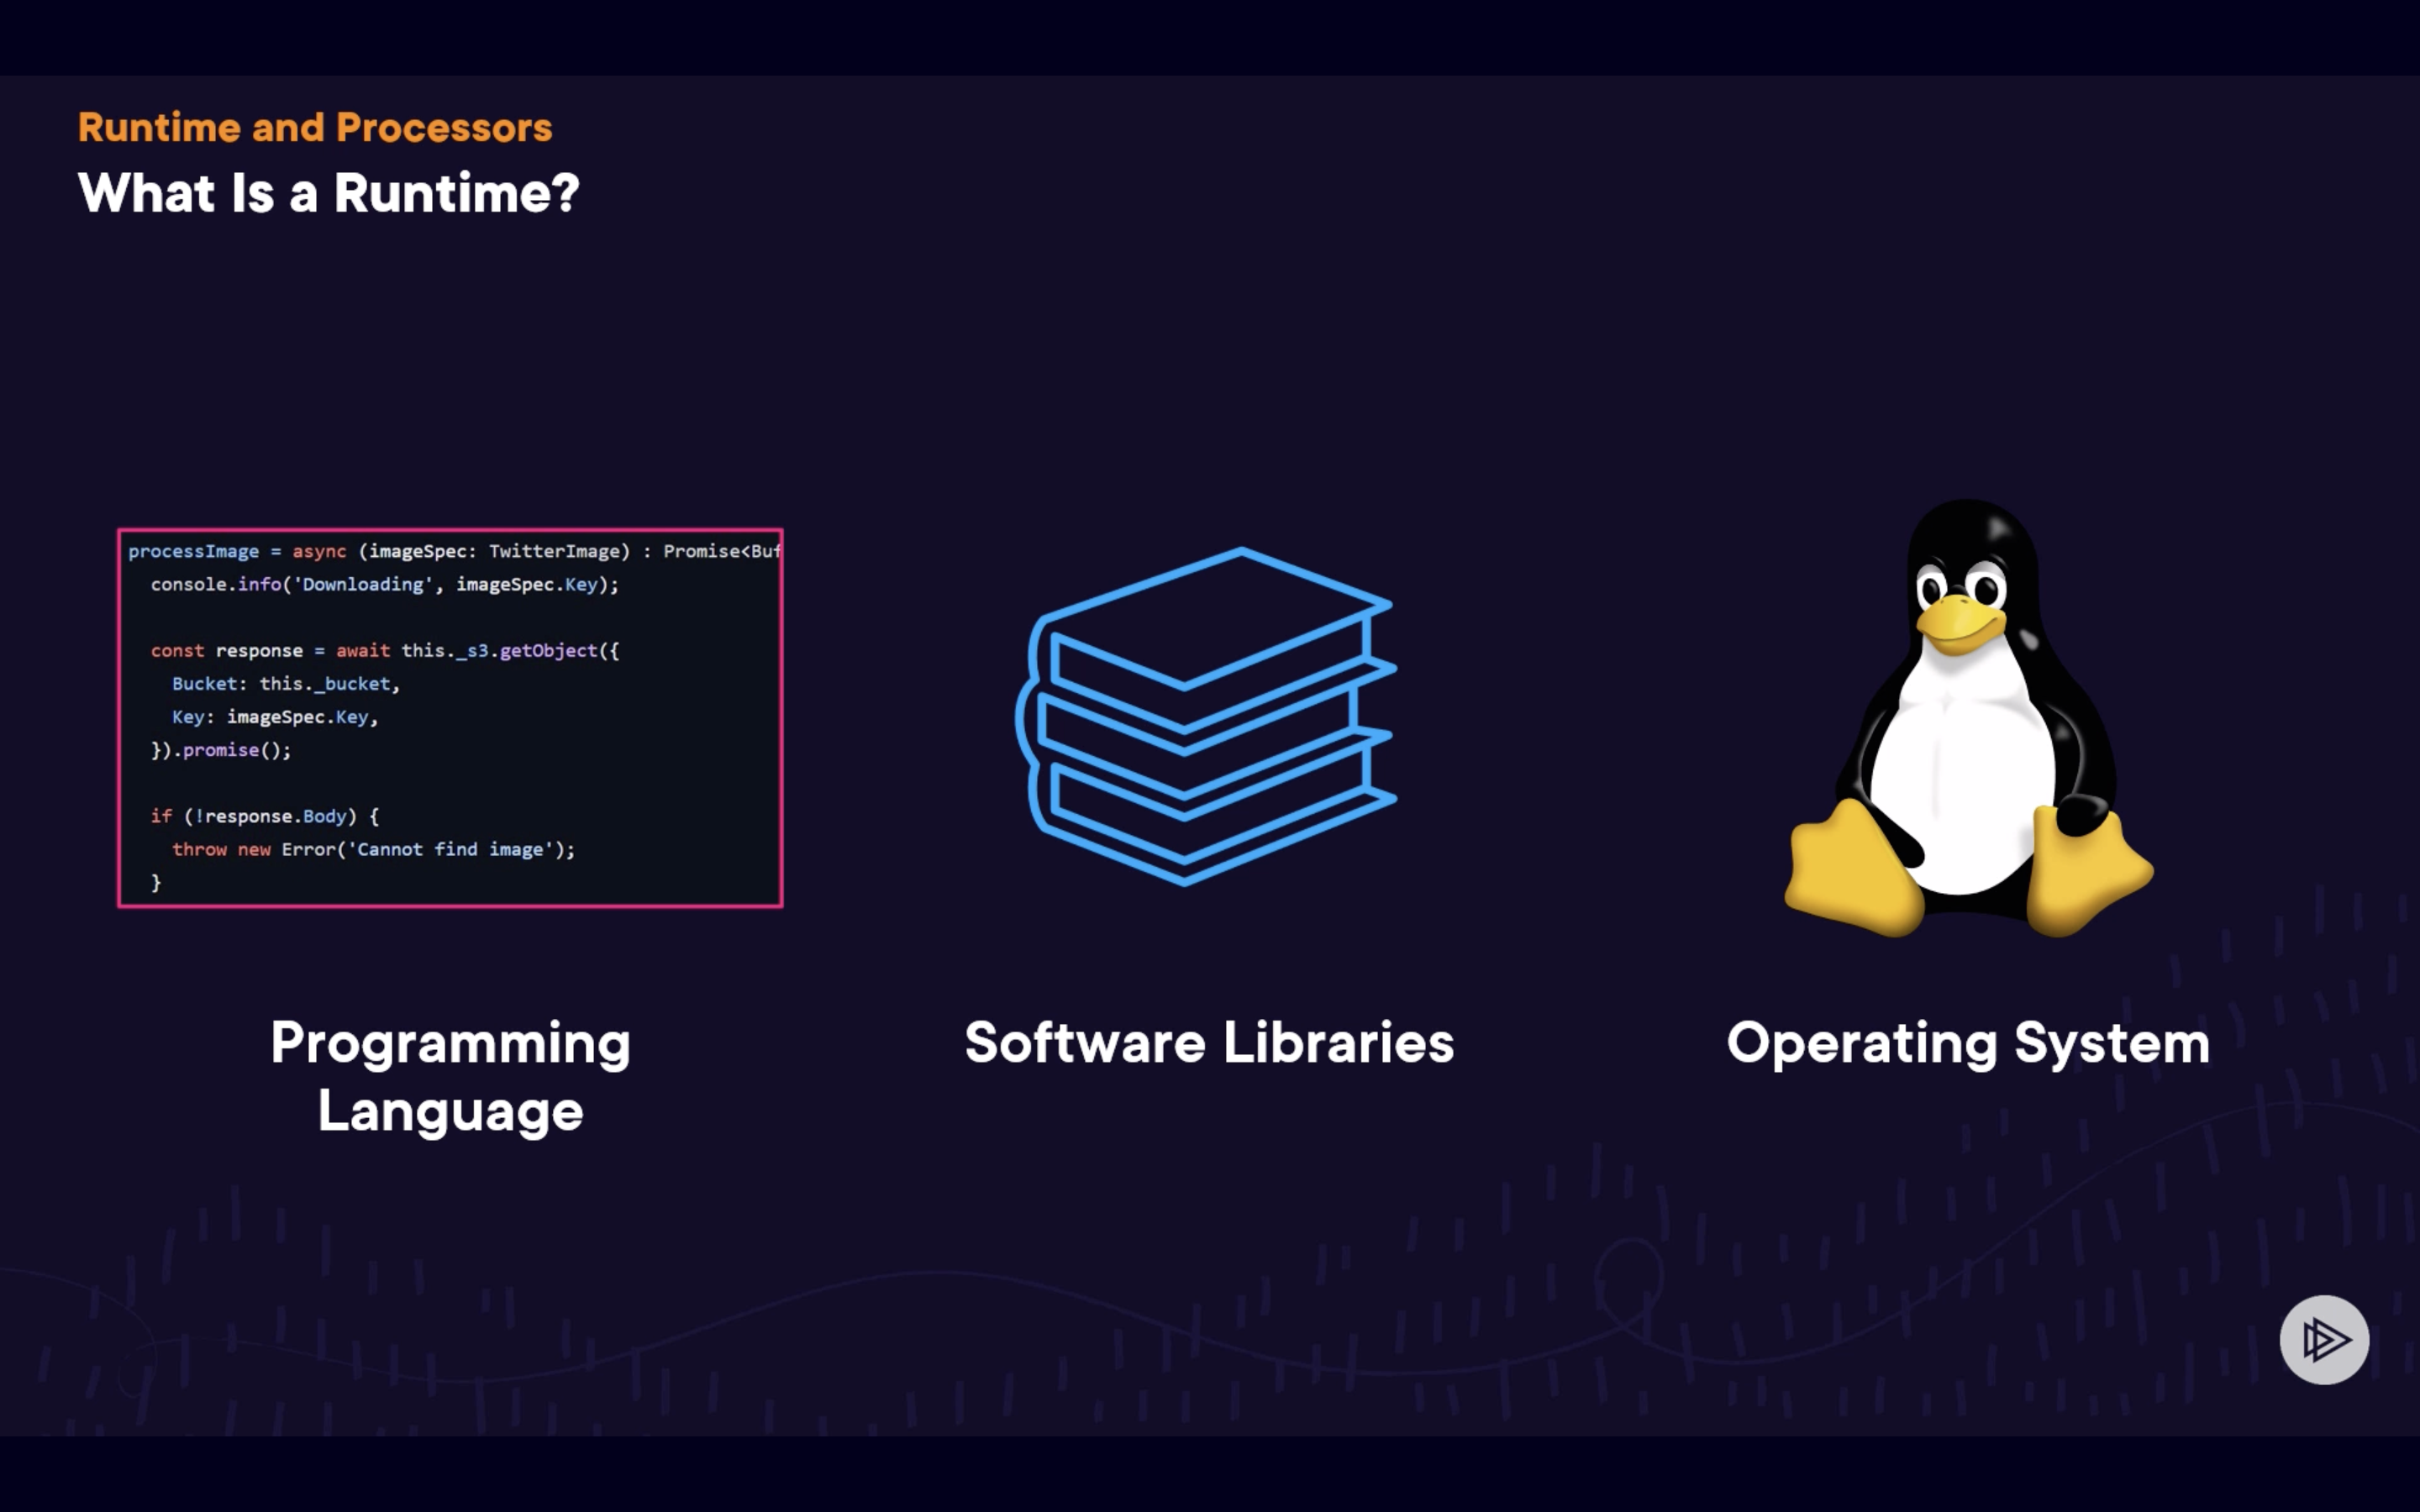 Runtime and Processors
What Is a Runtime?
processImage = async (imageSpec: TwitterImage) : Promise<Buf
console.info('Downloading', imageSpec.Key);
const response = await this._s3.getObject({
Bucket: this._bucket,
Key: imageSpec.Key,
}).promise();
if (!response.Body) {
throw new Error('Cannot find image');
}
Programming
Language
Software Libraries
Operating System